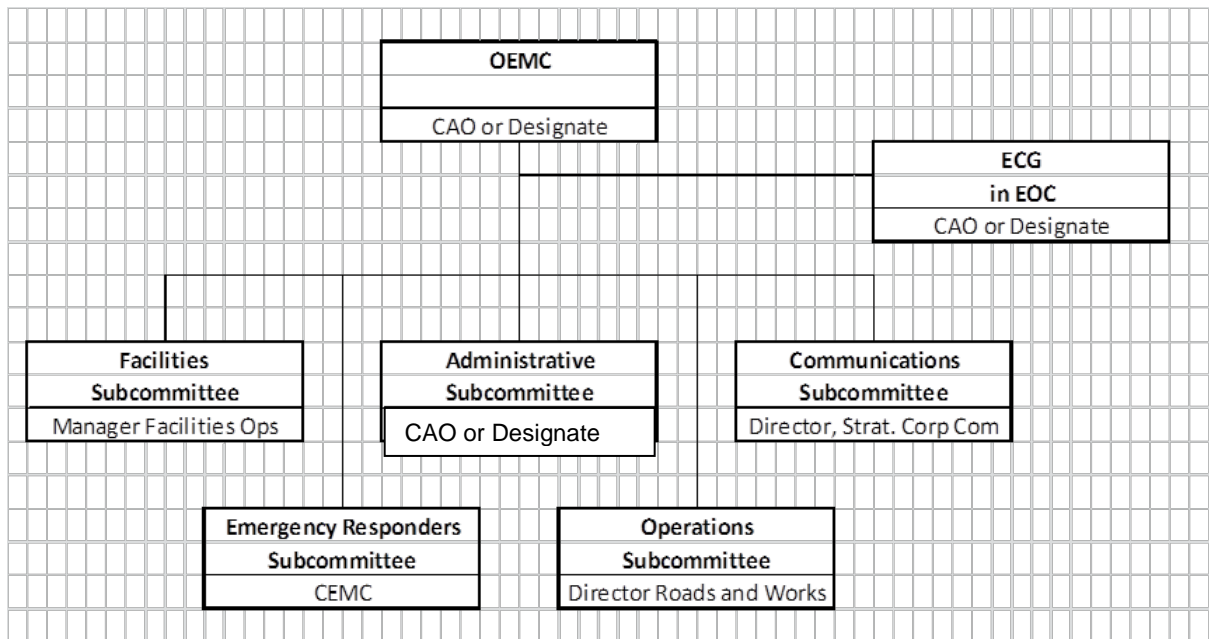 OEMC
CAO or Designate
ECG
in EOC
CAO or Designate
Facilities
Subcommittee
Manager Facilities Ops
Administrative
Subcommittee
CAO or Designate
Communications
Subcommittee
Director, Strat. Corp Com
Emergency Responders
Subcommittee
CEMC
Operations
Subcommittee
Director Roads and Works